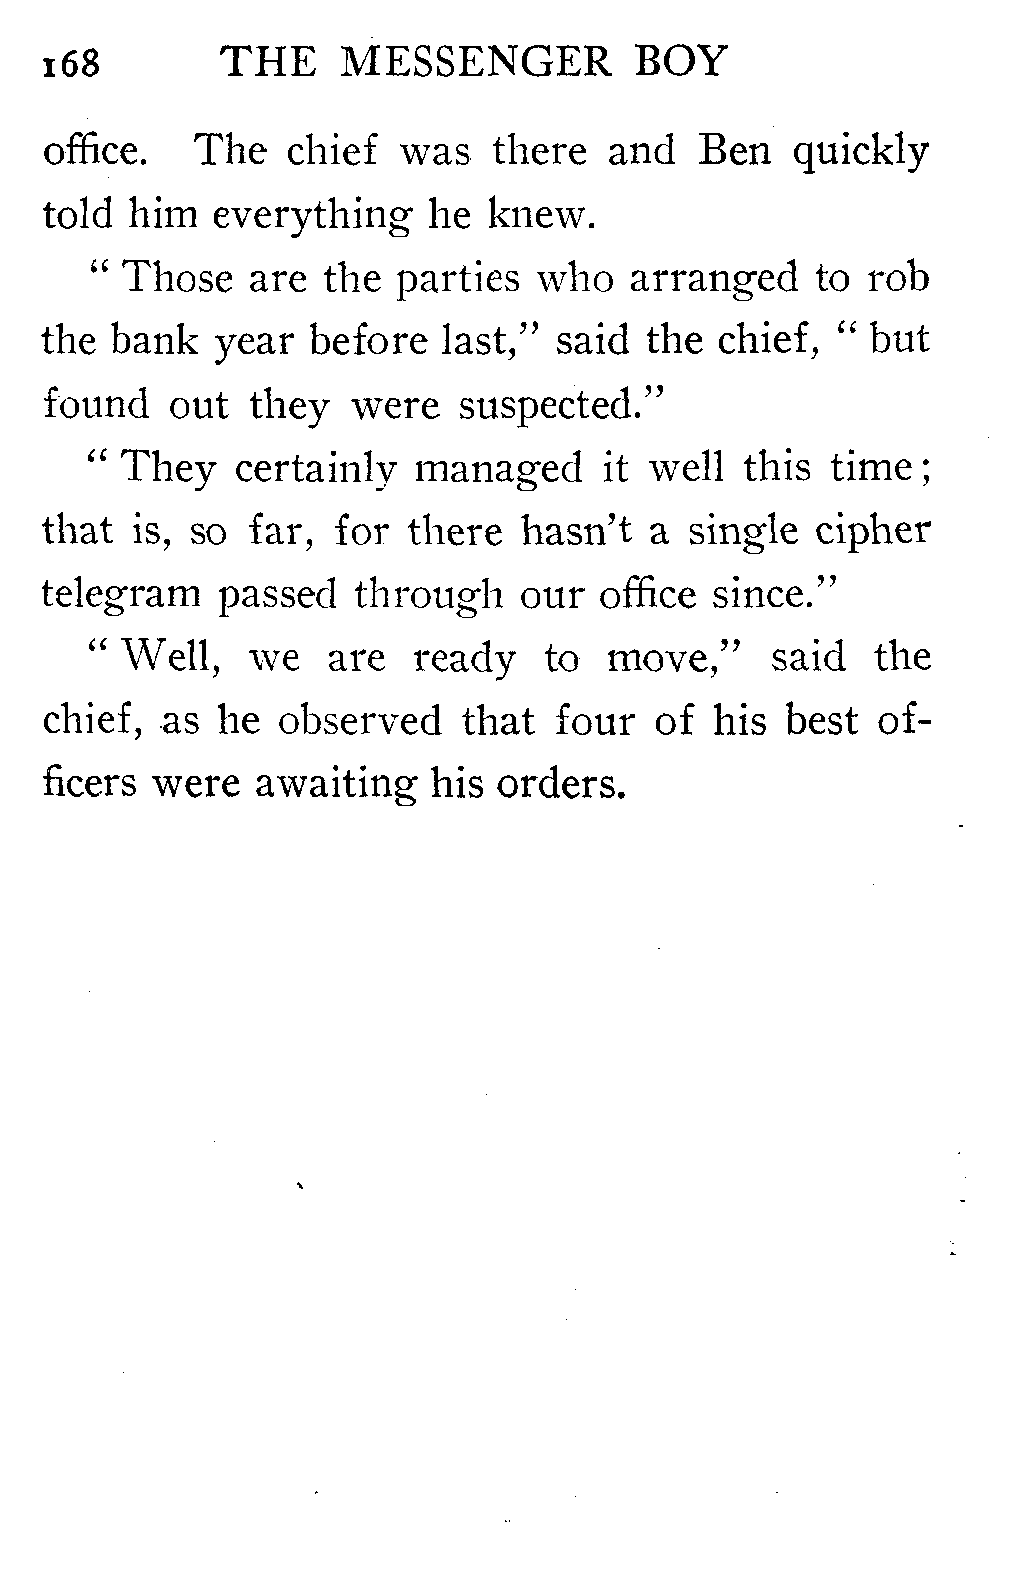 168 THE MESSENGER BOY
office. The chief was there and Ben quickly
told him everything he knew.
“ Those are the parties who arranged to rob
the bank year before last,” said the chief, “ but
found out they were suspected.”
“ They certainly managed it well this time ;
that is, so far, for there hasn’t a single cipher
telegram passed through our office since.”
“ Well, we are ready to move,” said the
chief, as he observed that four of his best of-
ficers were awaiting his orders.